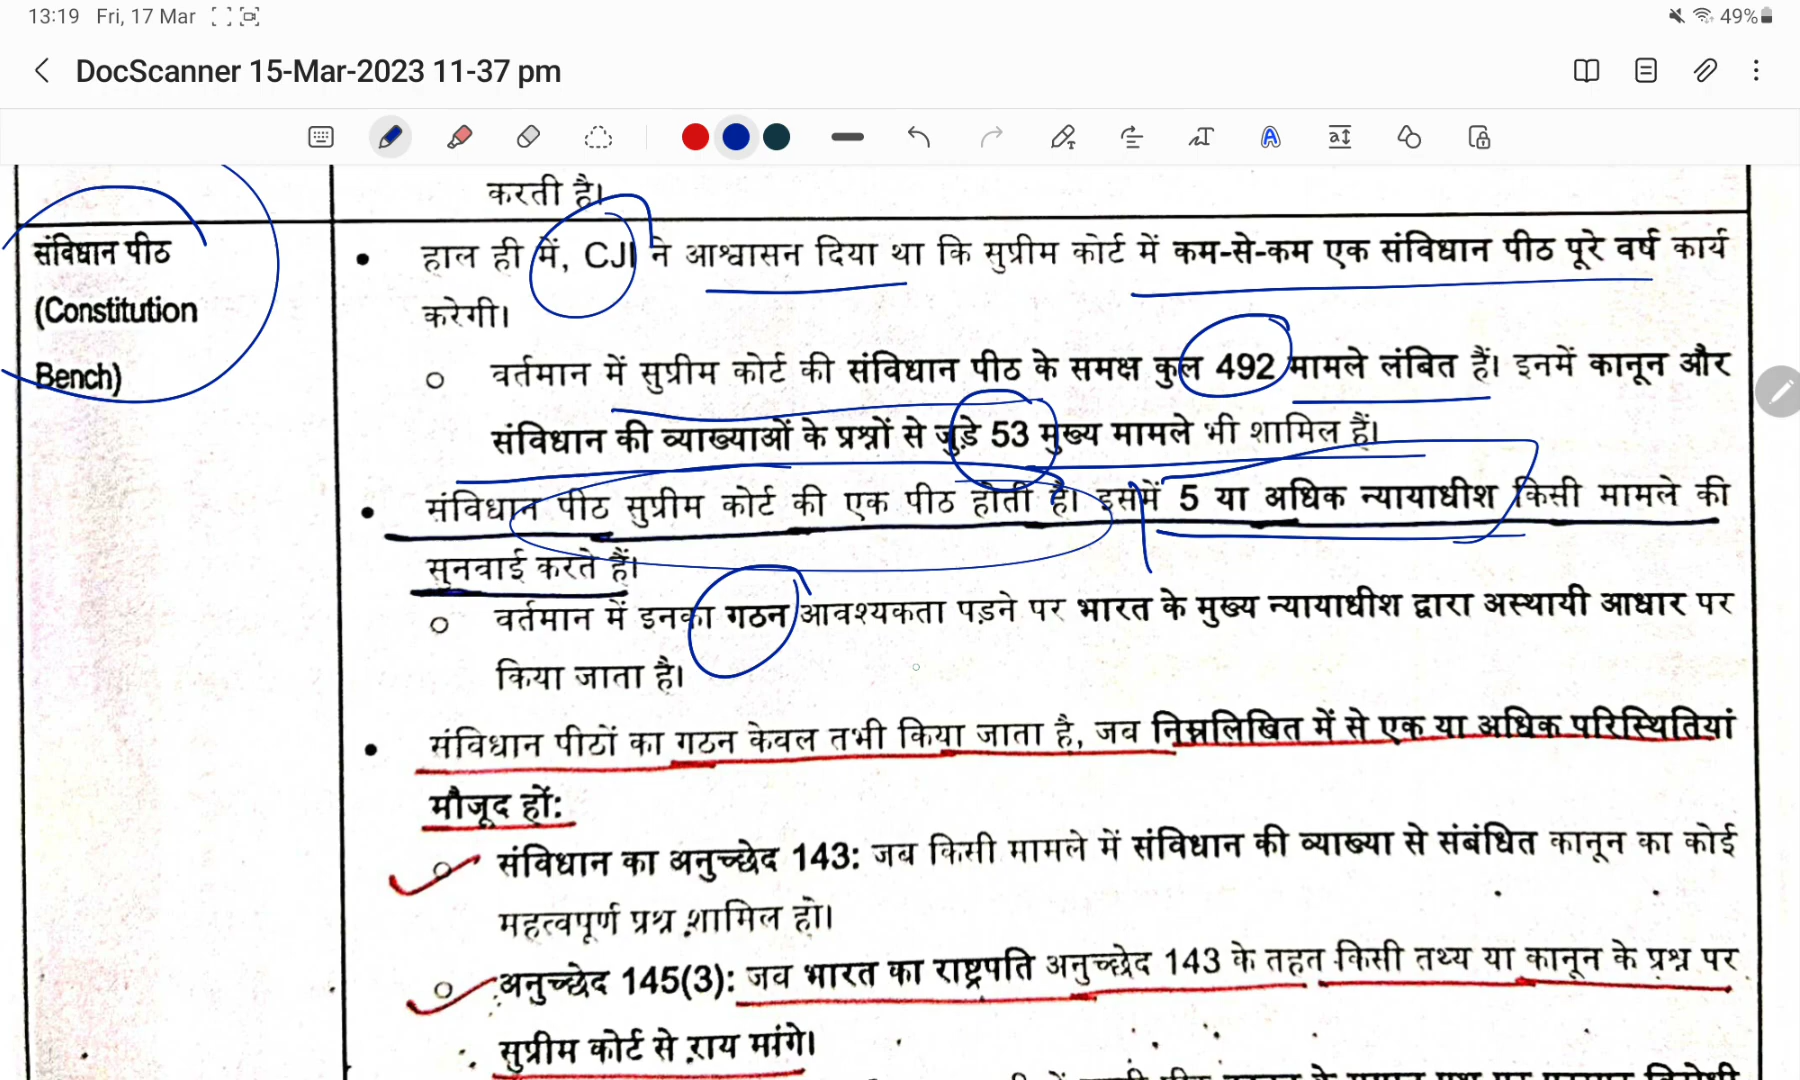 13:19 Fri, 17 Mar 49%
DocScanner 15-Mar-2023 11-37 pm
करती है।
संविधान पीठ
(Constitution
Bench)
• हाल ही में, CJI ने आश्वासन दिया था कि सुप्रीम कोर्ट में कम-से-कम एक संविधान पीठ पूरे वर्ष कार्य
करेगी।
o वर्तमान में सुप्रीम कोर्ट की संविधान पीठ के समक्ष कुल 492 मामले लंबित हैं। इनमें कानून और
संविधान की व्याख्याओं के प्रश्नों से जुड़े 53 मुख्य मामले भी शामिल हैं।
• संविधान पीठ सुप्रीम कोर्ट की एक पीठ होती है। इसमें 5 या अधिक न्यायाधीश किसी मामले की
सुनवाई करते हैं।
o वर्तमान में इनका गठन आवश्यकता पड़ने पर भारत के मुख्य न्यायाधीश द्वारा अस्थायी आधार पर
किया जाता है।
• संविधान पीठों का गठन केवल तभी किया जाता है, जब निम्नलिखित में से एक या अधिक परिस्थितियां
मौजूद हों:
o संविधान का अनुच्छेद 143: जब किसी मामले में संविधान की व्याख्या से संबंधित कानून का कोई
महत्वपूर्ण प्रश्न शामिल हो।
o अनुच्छेद 145(3): जब भारत का राष्ट्रपति अनुच्छेद 143 के तहत किसी तथ्य या कानून के प्रश्न पर
सुप्रीम कोर्ट से राय मांगे।